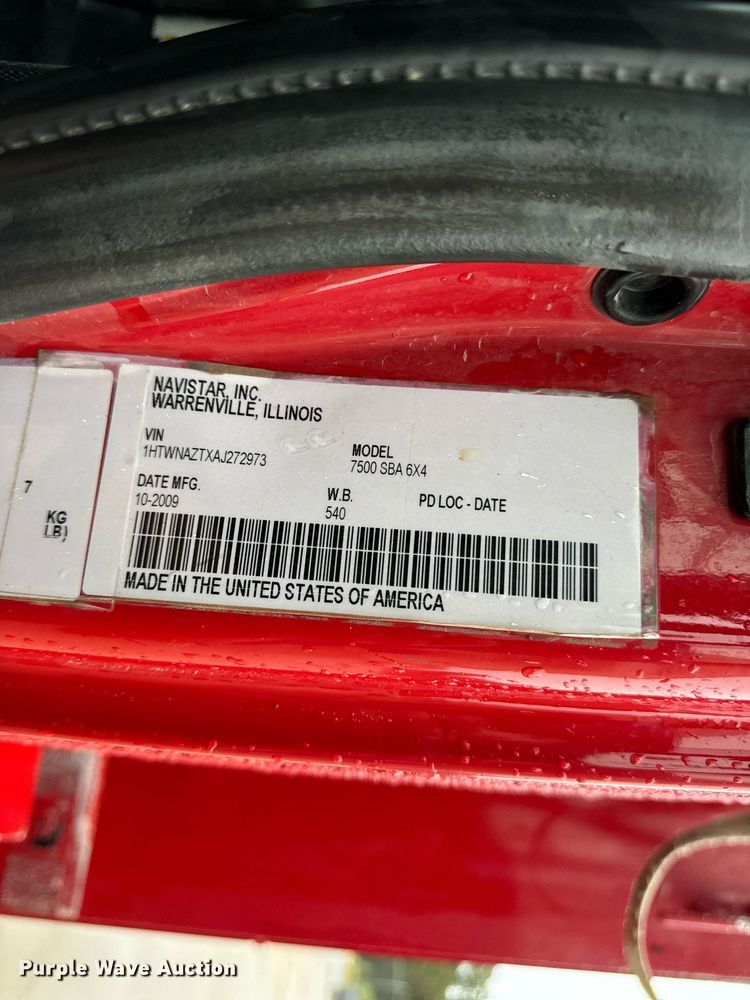 NAVISTAR, INC.
WARRENVILLE, ILLINOIS
VIN
1HTWNAZTXAJ272973
MODEL
7500 SBA 6X4
DATE MFG.
10-2009
W.B.
540
PD LOC - DATE
MADE IN THE UNITED STATES OF AMERICA
7
KG
LB)
Purple Wave Auction